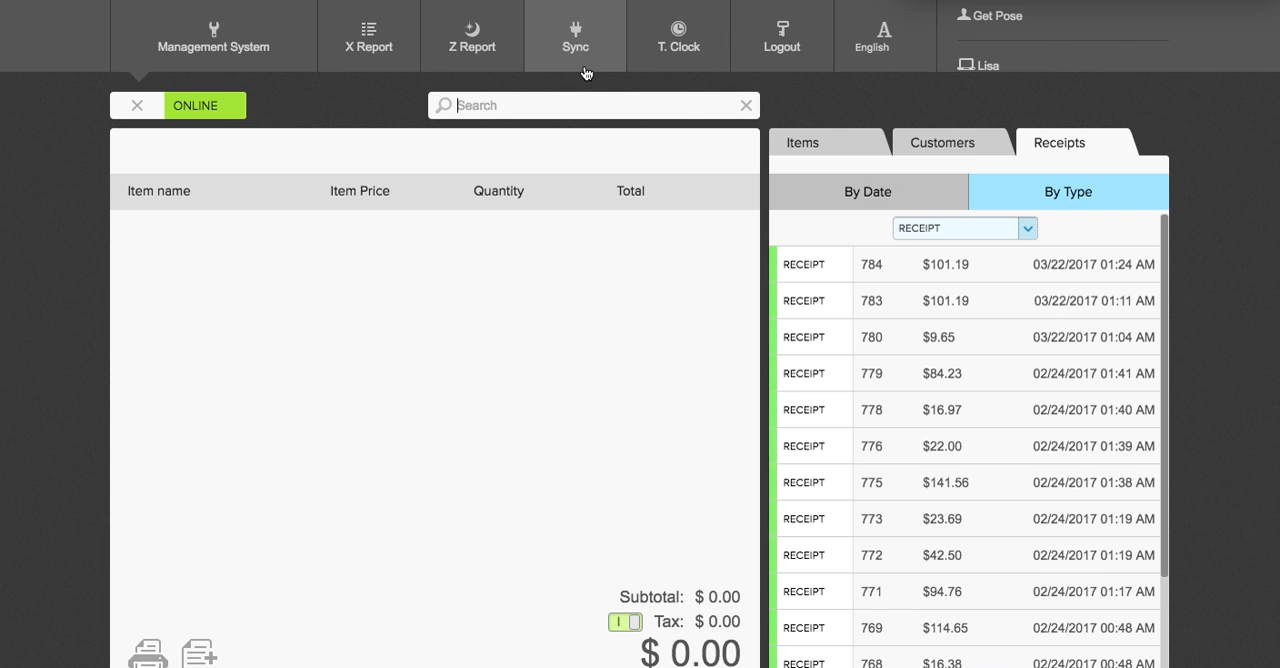 Management System
X Report
Z Report
Sync
T. Clock
Logout
A
English
Get Pose
Lisa
ONLINE
Search
Items
Customers
Receipts
Item name Item Price Quantity Total
By Date
By Type
RECEIPT
RECEIPT 784 $101.19 03/22/2017 01:24 AM
RECEIPT 783 $101.19 03/22/2017 01:11 AM
RECEIPT 780 $9.65 03/22/2017 01:04 AM
RECEIPT 779 $84.23 02/24/2017 01:41 AM
RECEIPT 778 $16.97 02/24/2017 01:40 AM
RECEIPT 776 $22.00 02/24/2017 01:39 AM
RECEIPT 775 $141.56 02/24/2017 01:38 AM
RECEIPT 773 $23.69 02/24/2017 01:19 AM
RECEIPT 772 $42.50 02/24/2017 01:19 AM
RECEIPT 771 $94.76 02/24/2017 01:17 AM
RECEIPT 769 $114.65 02/24/2017 00:48 AM
RECEIPT 768 $16.38 02/24/2017 00:48 AM
Subtotal: $ 0.00
Tax: $ 0.00
$ 0.00